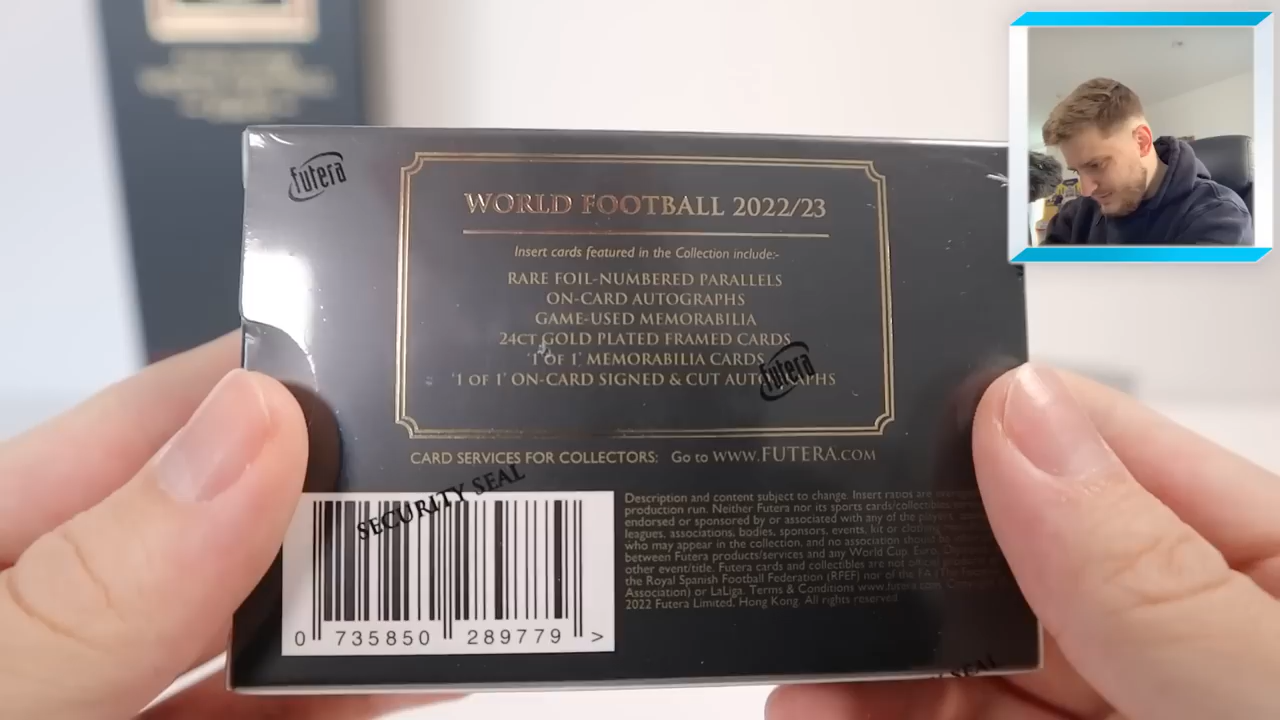 futera
WORLD FOOTBALL 2022/23
Insert cards featured in the Collection include:-
RARE FOIL-NUMBERED PARALLELS
ON-CARD AUTOGRAPHS
GAME-USED MEMORABILIA
24CT GOLD PLATED FRAMED CARDS
'1 OF 1' MEMORABILIA CARDS
'1 OF 1' ON-CARD SIGNED & CUT AUTOGRAPHS
futera
CARD SERVICES FOR COLLECTORS: Go to WWW.FUTERA.COM
SECURITY SEAL
Description and content subject to change. Insert ratios are
production run. Neither Futera nor its sports cards/collectibles
endorsed or sponsored by or associated with any of the players,
leagues, associations, bodies, sponsors, events, kit or clothing
who may appear in the collection, and no association should be
between Futera products/services and any World Cup, Euro,
other event/title. Futera cards and collectibles are not official
the Royal Spanish Football Federation (RFEF) nor of the FA (The
Association) or LaLiga. Terms & Conditions www.futera.com
2022 Futera Limited, Hong Kong. All rights reserved
0 735850 289779 >
SEAL